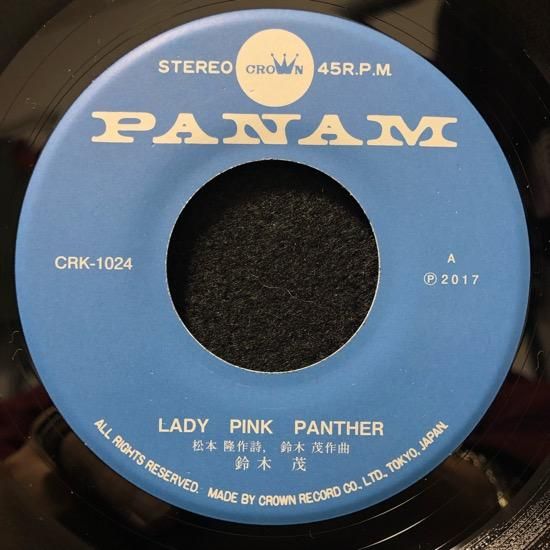 STEREO CROWN 45R.P.M.
PANAM
CRK-1024
A
Ⓟ2017
LADY PINK PANTHER
松本 隆作詩, 鈴木 茂作曲
鈴木 茂
ALL RIGHTS RESERVED. MADE BY CROWN RECORD CO., LTD., TOKYO, JAPAN.